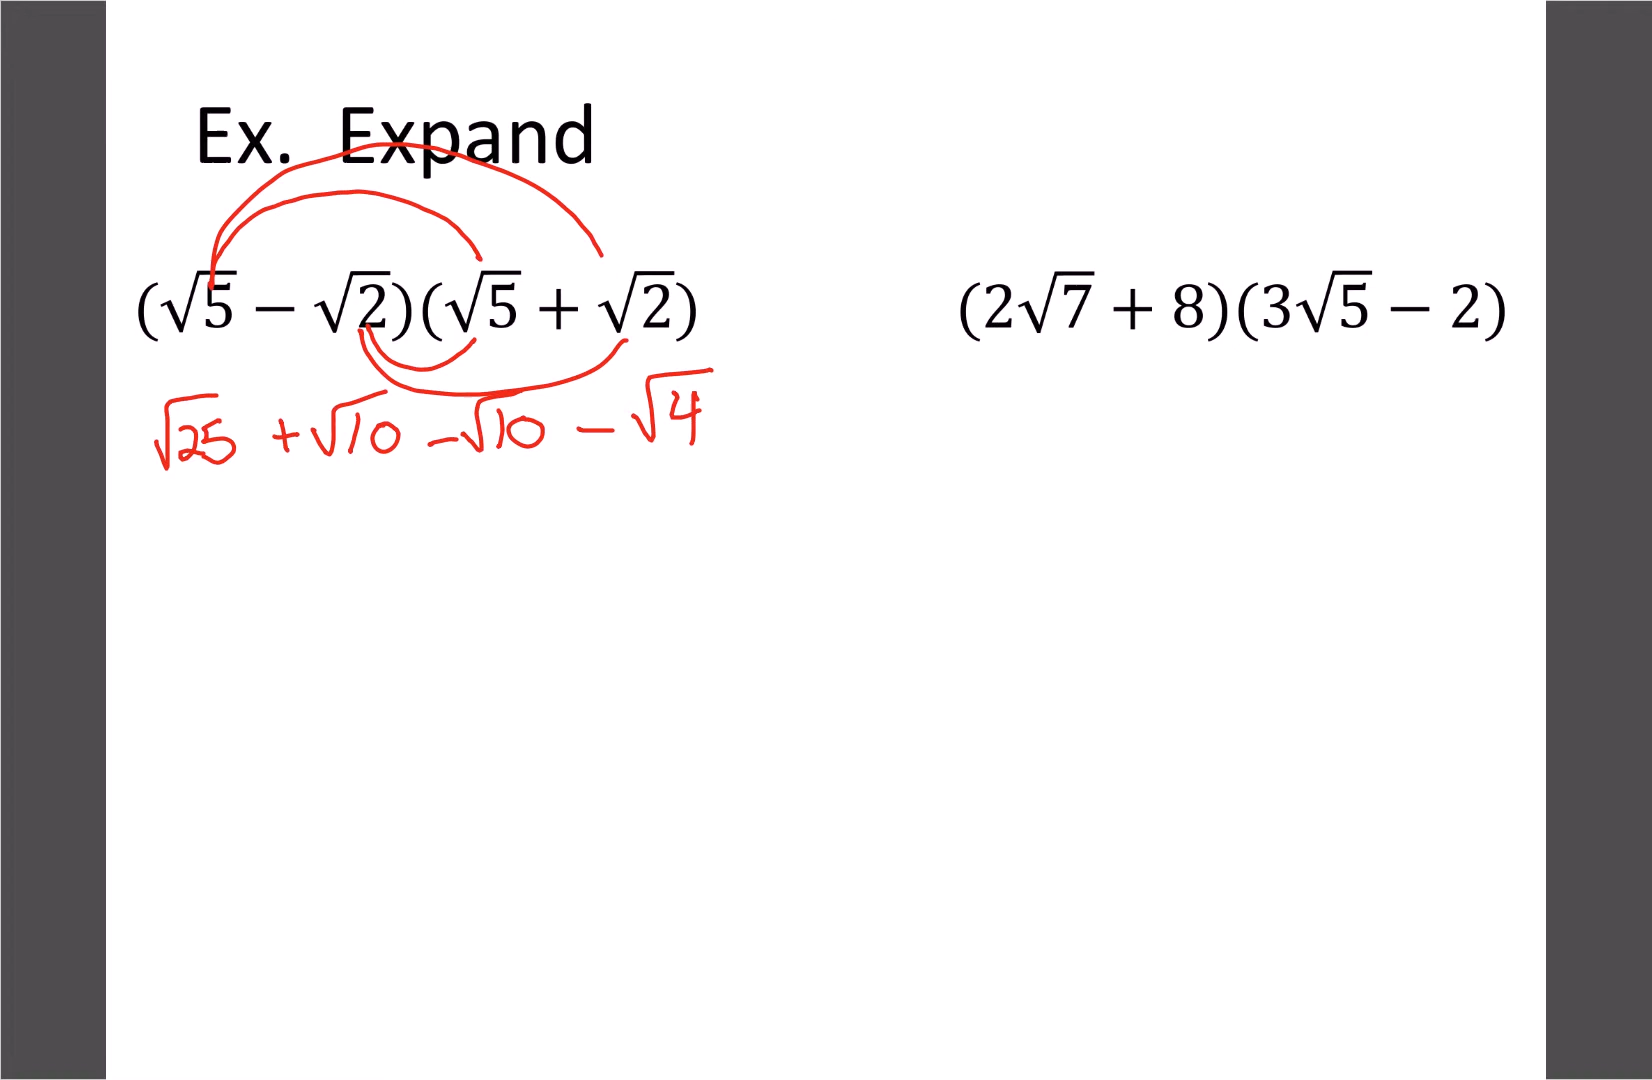 Ex. Expand
(√5 − √2)(√5 + √2)
(2√7 + 8)(3√5 − 2)
√25 + √10 − √10 − √4